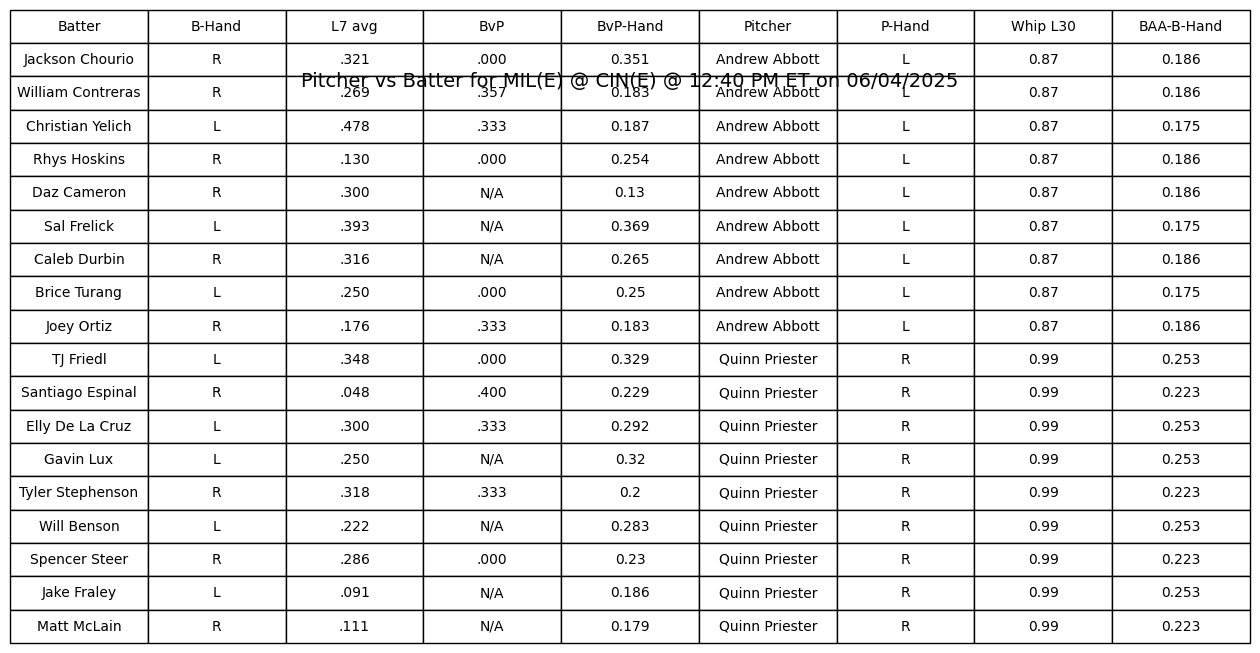 Batter B-Hand L7 avg BvP BvP-Hand Pitcher P-Hand Whip L30 BAA-B-Hand
Jackson Chourio R .321 .000 0.351 Andrew Abbott L 0.87 0.186
Pitcher vs Batter for MIL(E) @ CIN(E) @ 12:40 PM ET on 06/04/2025
William Contreras R .269 .357 0.183 Andrew Abbott L 0.87 0.186
Christian Yelich L .478 .333 0.187 Andrew Abbott L 0.87 0.175
Rhys Hoskins R .130 .000 0.254 Andrew Abbott L 0.87 0.186
Daz Cameron R .300 N/A 0.13 Andrew Abbott L 0.87 0.186
Sal Frelick L .393 N/A 0.369 Andrew Abbott L 0.87 0.175
Caleb Durbin R .316 N/A 0.265 Andrew Abbott L 0.87 0.186
Brice Turang L .250 .000 0.25 Andrew Abbott L 0.87 0.175
Joey Ortiz R .176 .333 0.183 Andrew Abbott L 0.87 0.186
TJ Friedl L .348 .000 0.329 Quinn Priester R 0.99 0.253
Santiago Espinal R .048 .400 0.229 Quinn Priester R 0.99 0.223
Elly De La Cruz L .300 .333 0.292 Quinn Priester R 0.99 0.253
Gavin Lux L .250 N/A 0.32 Quinn Priester R 0.99 0.253
Tyler Stephenson R .318 .333 0.2 Quinn Priester R 0.99 0.223
Will Benson L .222 N/A 0.283 Quinn Priester R 0.99 0.253
Spencer Steer R .286 .000 0.23 Quinn Priester R 0.99 0.223
Jake Fraley L .091 N/A 0.186 Quinn Priester R 0.99 0.253
Matt McLain R .111 N/A 0.179 Quinn Priester R 0.99 0.223